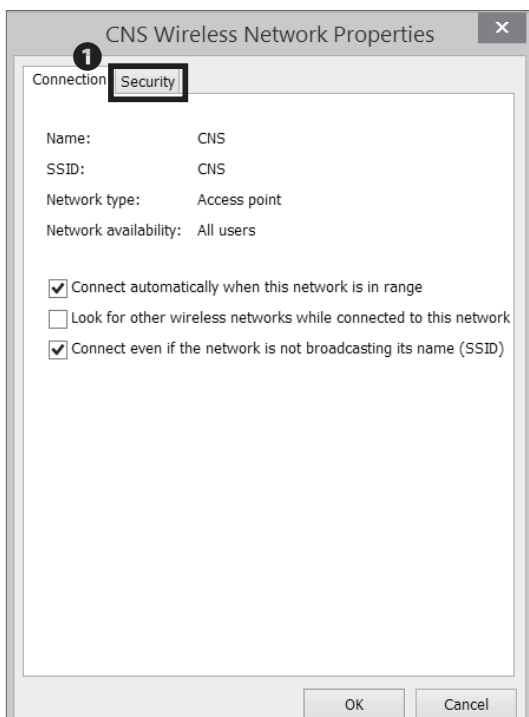 CNS Wireless Network Properties
×
1
Connection Security
Name: CNS
SSID: CNS
Network type: Access point
Network availability: All users
Connect automatically when this network is in range
Look for other wireless networks while connected to this network
Connect even if the network is not broadcasting its name (SSID)
OK Cancel